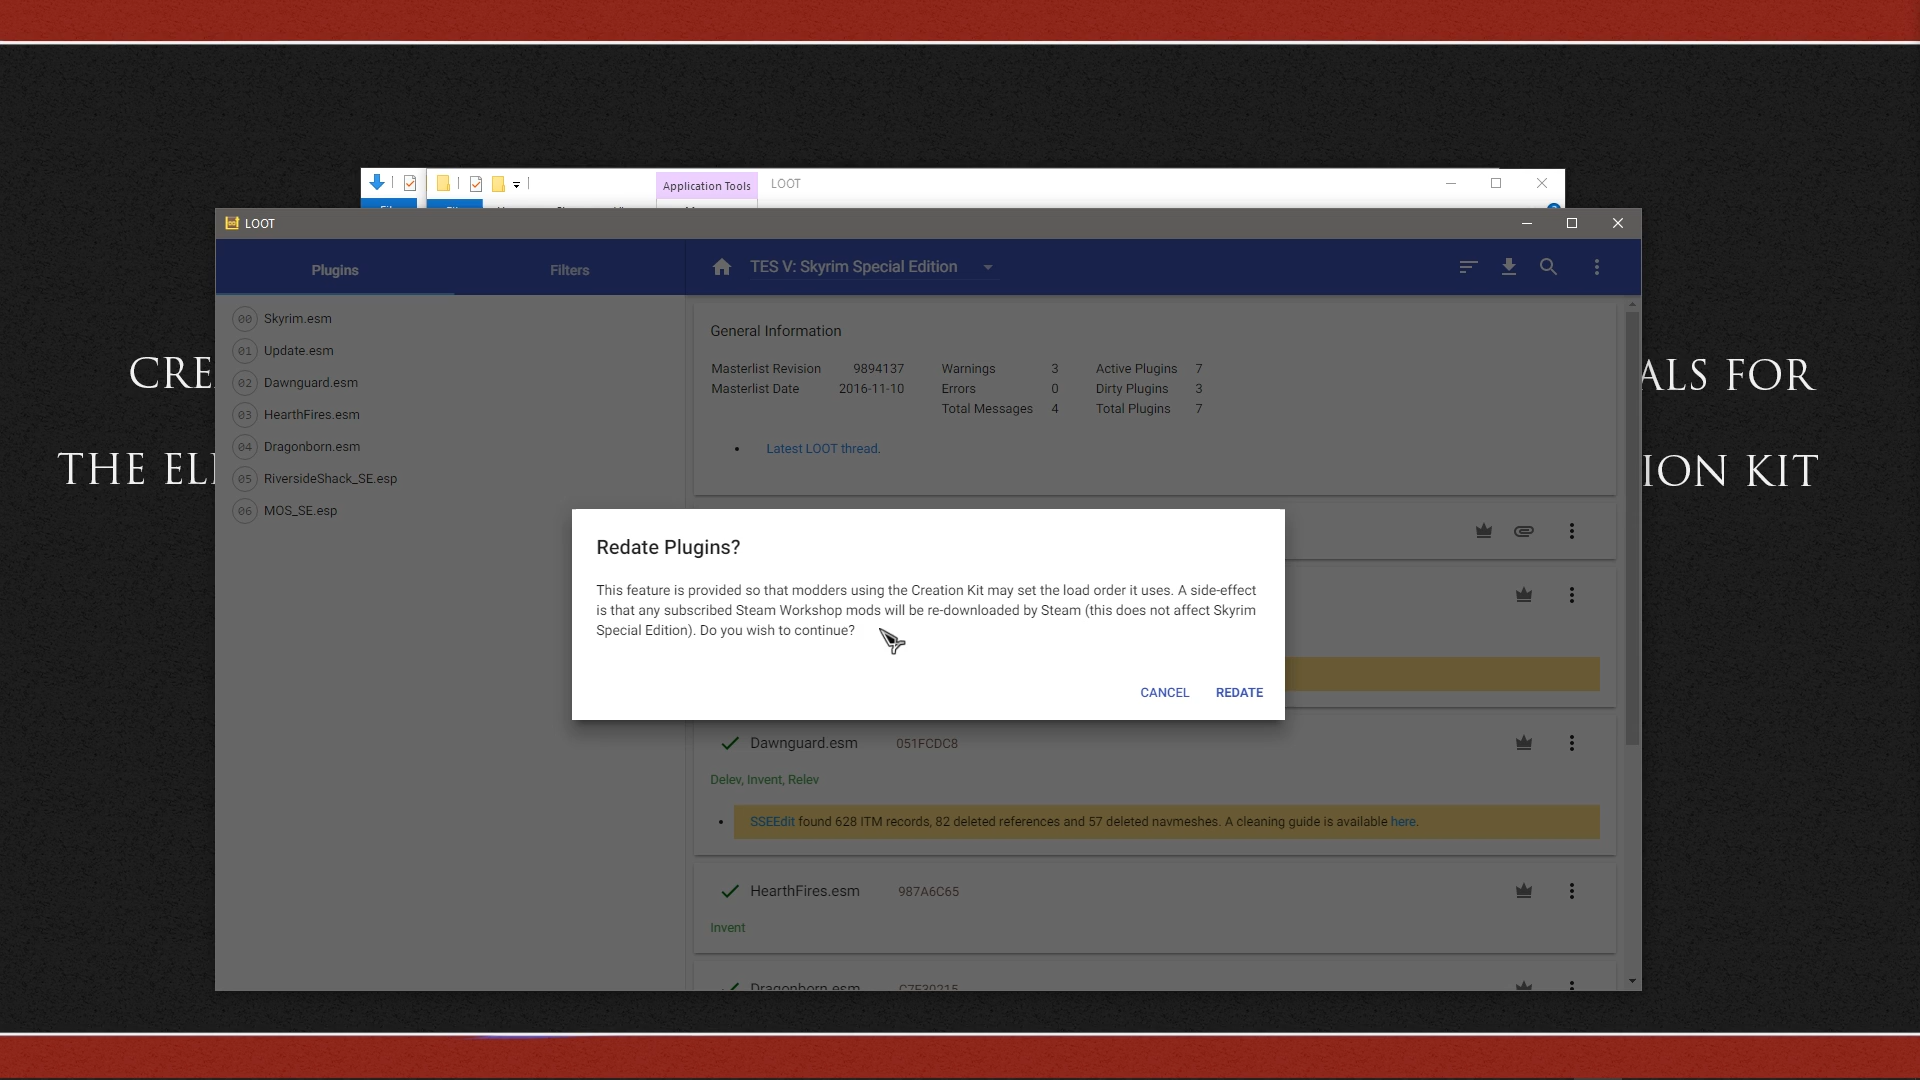 Application Tools
LOOT
LOOT
Plugins
Filters
TES V: Skyrim Special Edition
00 Skyrim.esm
01 Update.esm
02 Dawnguard.esm
03 HearthFires.esm
04 Dragonborn.esm
05 RiversideShack_SE.esp
06 MOS_SE.esp
General Information
Masterlist Revision 9894137 Warnings 3 Active Plugins 7
Masterlist Date 2016-11-10 Errors 0 Dirty Plugins 3
Total Messages 4 Total Plugins 7
• Latest LOOT thread.
CRE
ALS FOR
THE EL
ION KIT
Redate Plugins?
This feature is provided so that modders using the Creation Kit may set the load order it uses. A side-effect
is that any subscribed Steam Workshop mods will be re-downloaded by Steam (this does not affect Skyrim
Special Edition). Do you wish to continue?
CANCEL REDATE
Dawnguard.esm 051FCDC8
Delev, Invent, Relev
• SSEEdit found 628 ITM records, 82 deleted references and 57 deleted navmeshes. A cleaning guide is available here.
HearthFires.esm 987A6C65
Invent
Dragonborn.esm